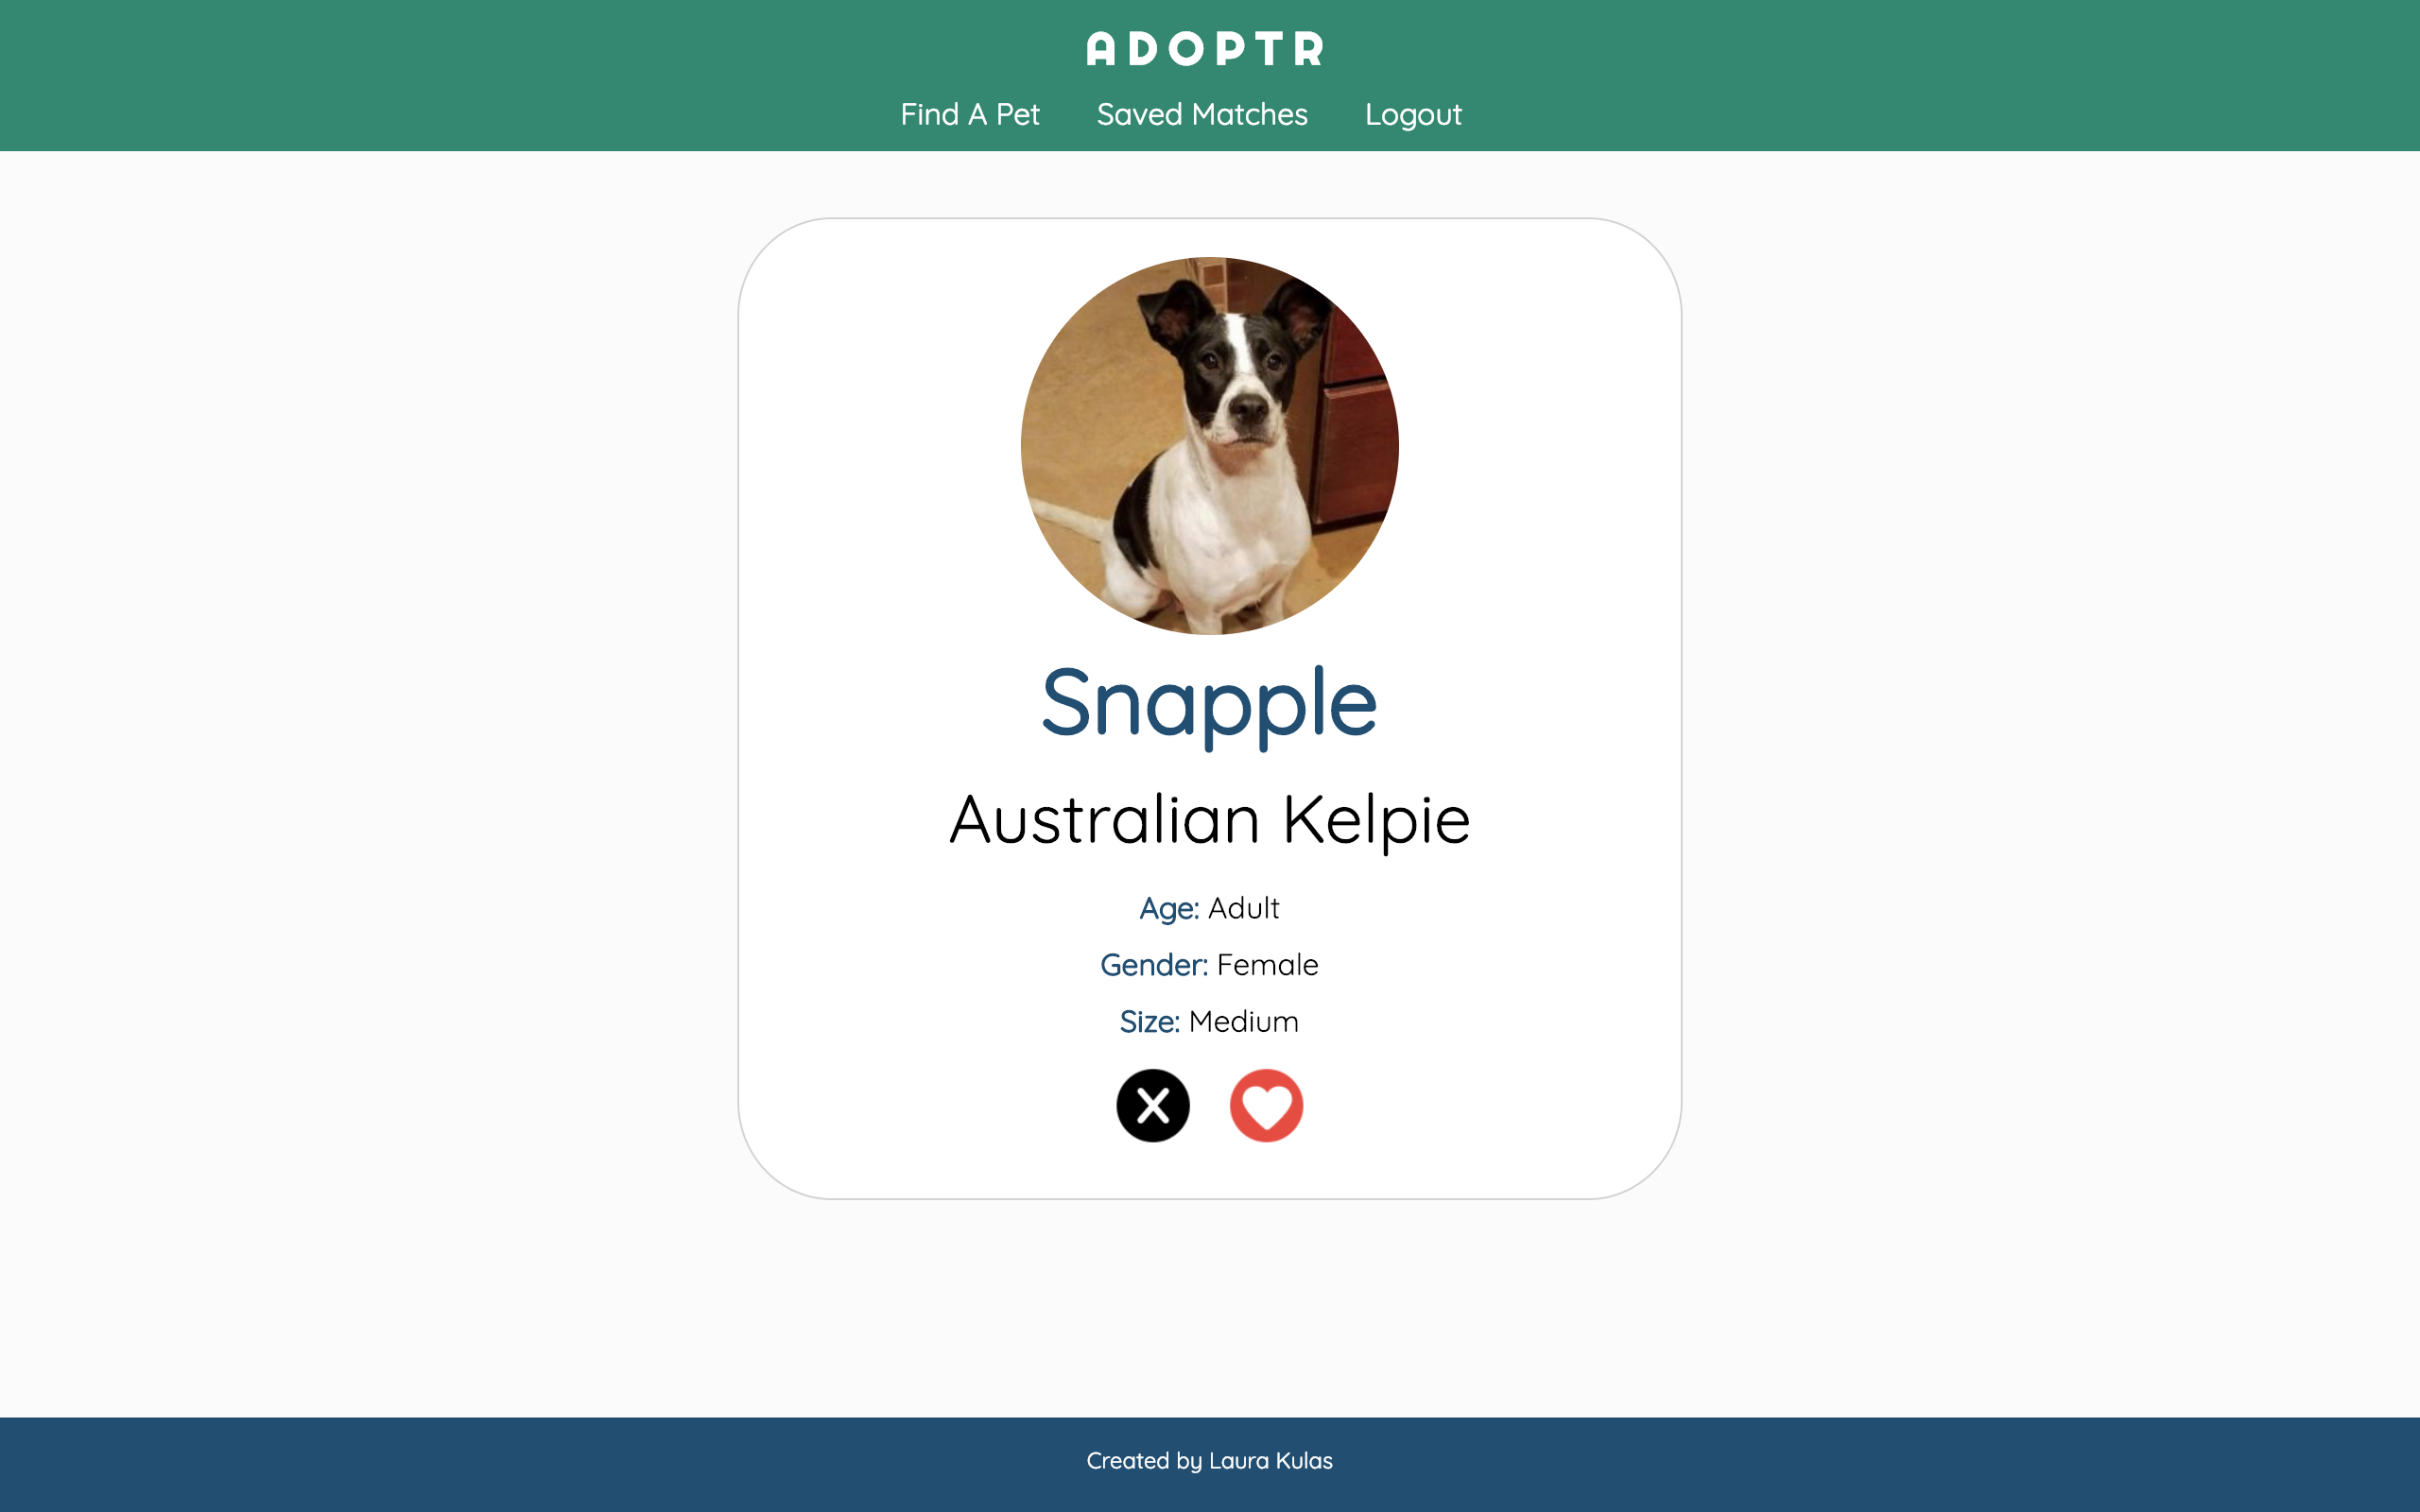 ADOPTR
Find A Pet Saved Matches Logout
Snapple
Australian Kelpie
Age: Adult
Gender: Female
Size: Medium
Created by Laura Kulas